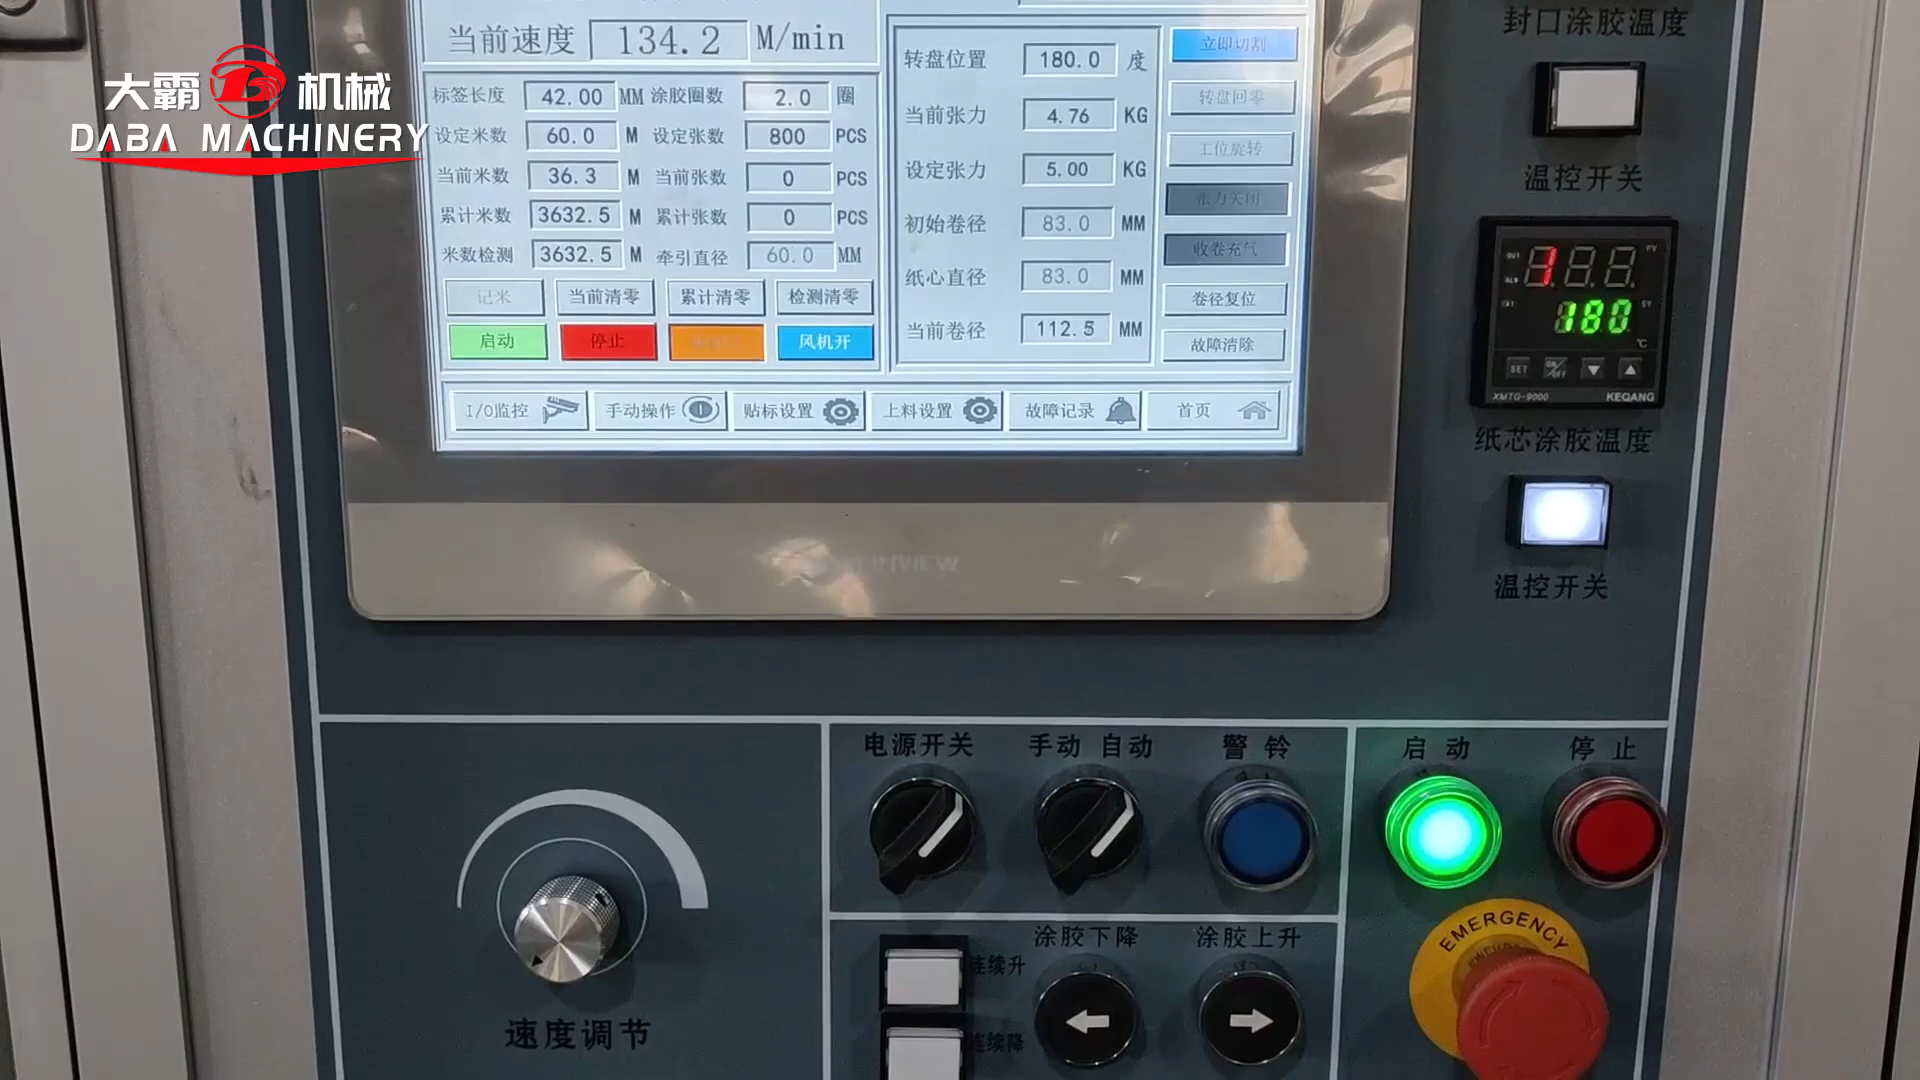 大霸机械
DABA MACHINERY
当前速度 134.2 M/min
标签长度 42.00 MM 涂胶圈数 2.0 圈
设定米数 60.0 M 设定张数 800 PCS
当前米数 36.3 M 当前张数 0 PCS
累计米数 3632.5 M 累计张数 0 PCS
米数检测 3632.5 M 牵引直径 60.0 MM
记米 当前清零 累计清零 检测清零
启动 停止 风机开
转盘位置 180.0 度
当前张力 4.76 KG
设定张力 5.00 KG
初始卷径 83.0 MM
纸心直径 83.0 MM
当前卷径 112.5 MM
立即切割
转盘回零
工位旋转
张力关闭
收卷充气
卷径复位
故障清除
I/O监控 手动操作 贴标设置 上料设置 故障记录 首页
封口涂胶温度
温控开关
PV
SV
180
℃
SET ON/OFF
XMTG-9000 KEQANG
纸芯涂胶温度
温控开关
电源开关 手动 自动 警铃 启动 停止
EMERGENCY
涂胶下降 涂胶上升
连续升
连续降
速度调节